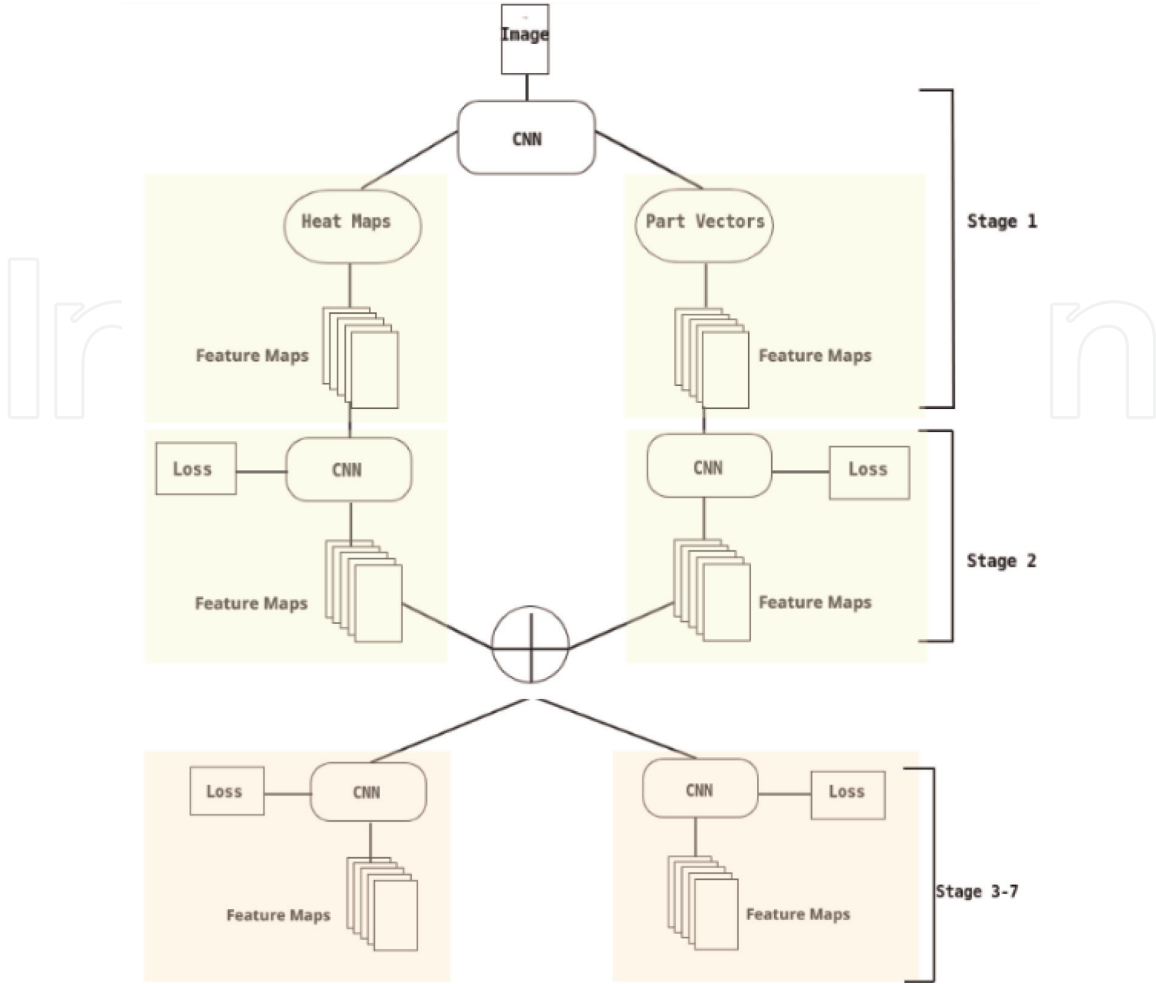 Image
CNN
Heat Maps
Part Vectors
Stage 1
Feature Maps
Feature Maps
Loss
CNN
CNN
Loss
Stage 2
Feature Maps
Feature Maps
Loss
CNN
CNN
Loss
Stage 3-7
Feature Maps
Feature Maps